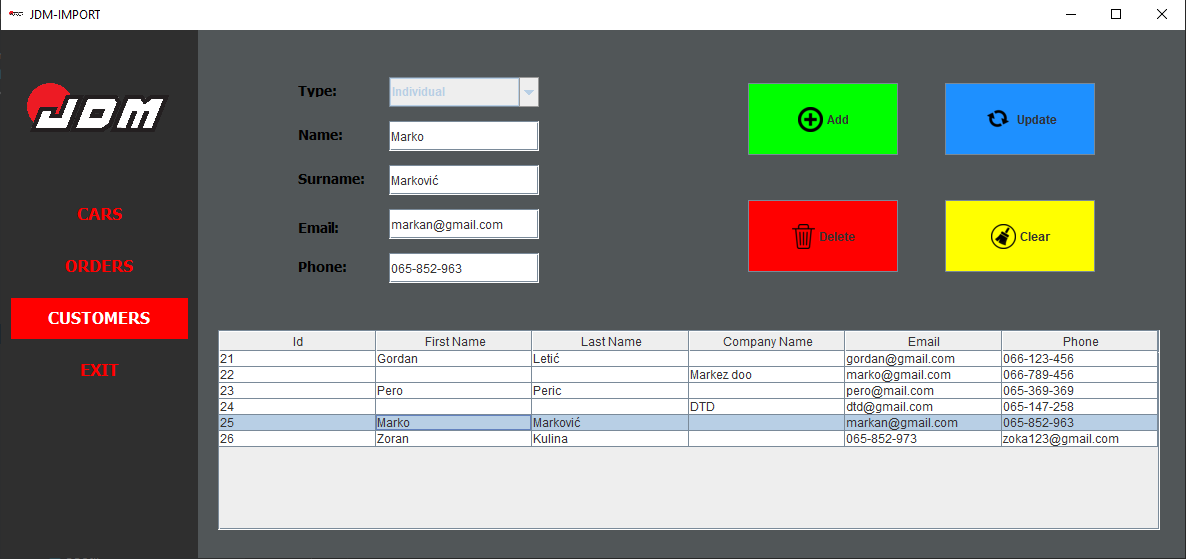 JDM-IMPORT
JDM
CARS
ORDERS
CUSTOMERS
EXIT
Type: Individual
Name: Marko
Surname: Marković
Email: markan@gmail.com
Phone: 065-852-963
Add Update
Delete Clear
Id First Name Last Name Company Name Email Phone
21 Gordan Letić gordan@gmail.com 066-123-456
22 Markez doo marko@gmail.com 066-789-456
23 Pero Peric pero@mail.com 065-369-369
24 DTD dtd@gmail.com 065-147-258
25 Marko Marković markan@gmail.com 065-852-963
26 Zoran Kulina 065-852-973 zoka123@gmail.com